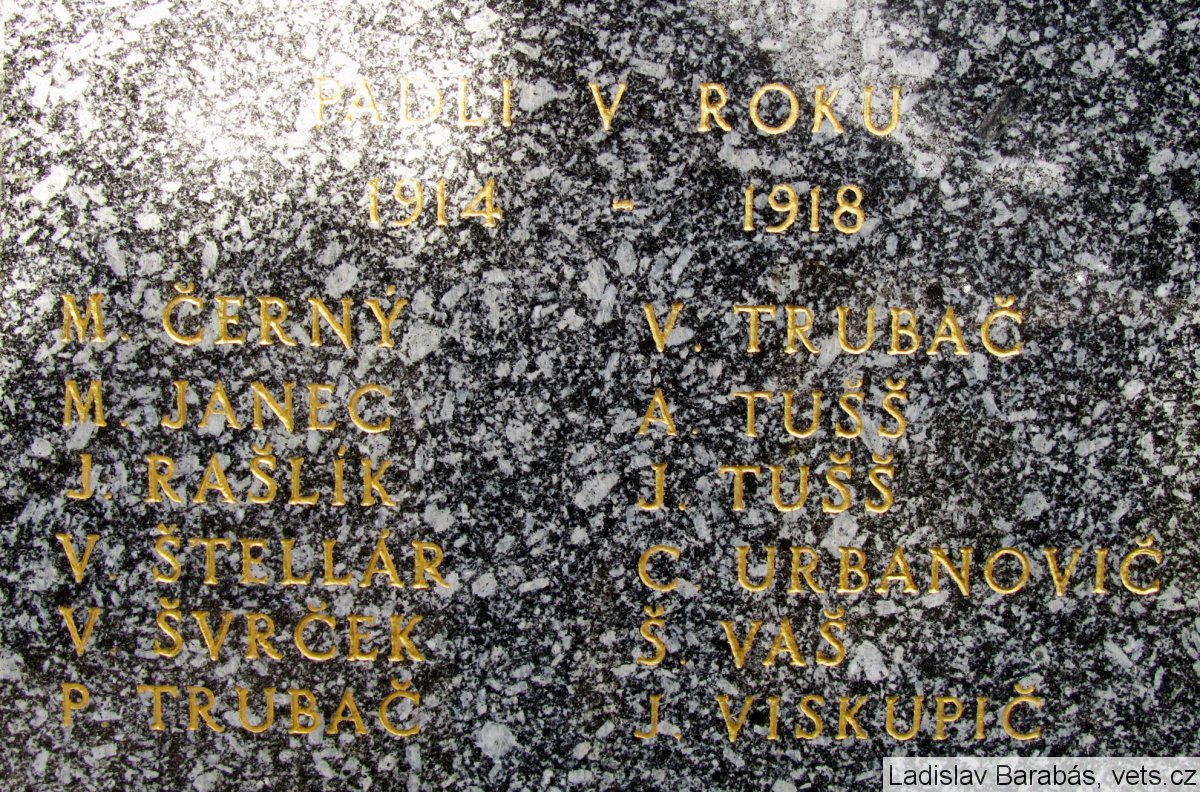 PADLI V ROKU
1914 - 1918
M. ČERNÝ
M. JANEC
J. RAŠLÍK
V. ŠTELLÁR
V. ŠVRČEK
P. TRUBAČ
V. TRUBAČ
A. TUŠŠ
J. TUŠŠ
C. URBANOVIČ
Š. VAŠ
J. VISKUPIČ
Ladislav Barabás, vets.cz